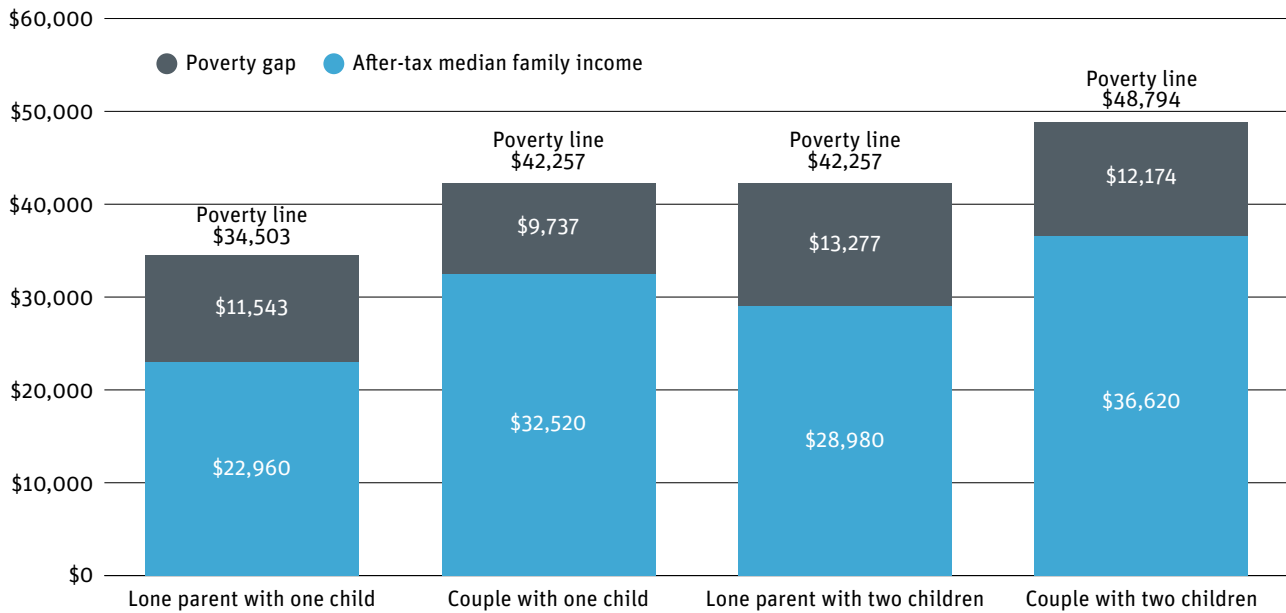 $60,000
Poverty gap
After-tax median family income
Poverty line
$48,794
$50,000
Poverty line
$42,257
Poverty line
$42,257
$12,174
$40,000
Poverty line
$34,503
$9,737
$13,277
$30,000
$11,543
$20,000
$36,620
$32,520
$28,980
$22,960
$10,000
$0
Lone parent with one child
Couple with one child
Lone parent with two children
Couple with two children